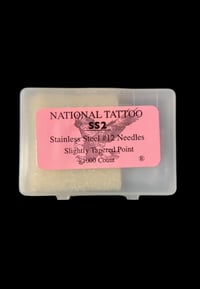 NATIONAL TATTOO
SS2
Stainless Steel #12 Needles
Slightly Tapered Point
1000 Count
®